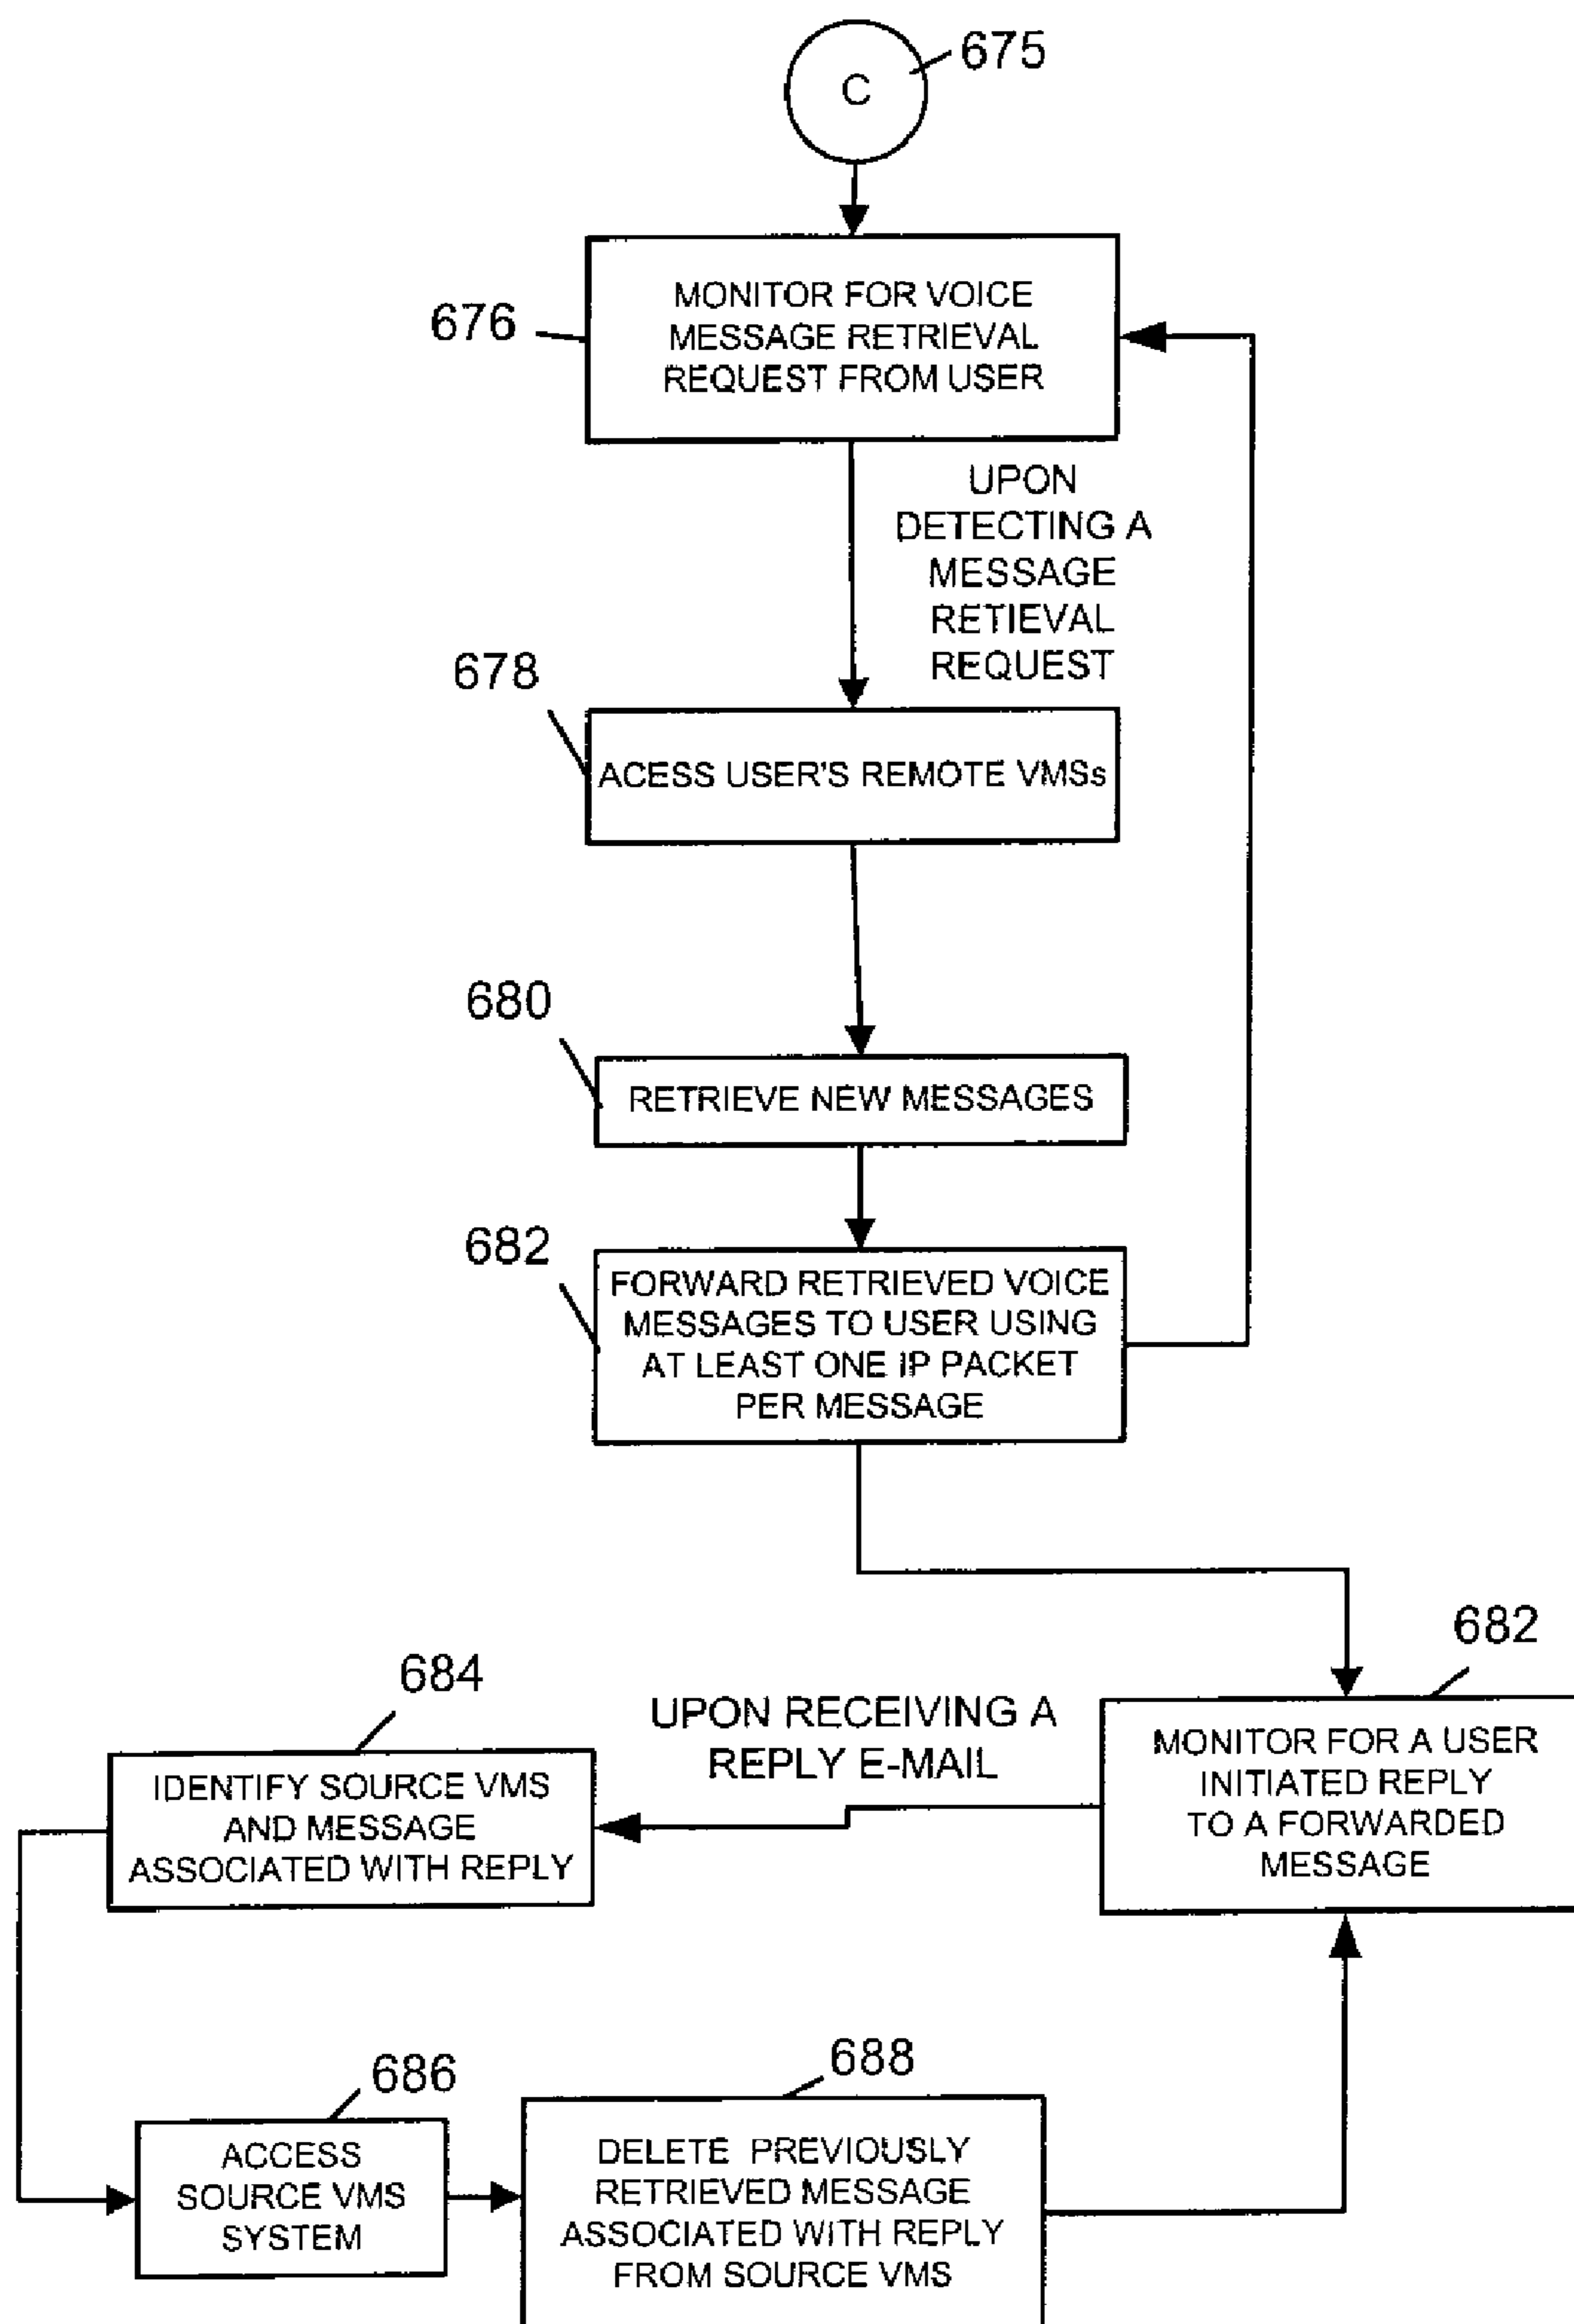 675
C
676
MONITOR FOR VOICE
MESSAGE RETRIEVAL
REQUEST FROM USER
UPON
DETECTING A
MESSAGE
RETIEVAL
REQUEST
678
ACESS USER'S REMOTE VMSs
680
RETRIEVE NEW MESSAGES
682
FORWARD RETRIEVED VOICE
MESSAGES TO USER USING
AT LEAST ONE IP PACKET
PER MESSAGE
682
MONITOR FOR A USER
INITIATED REPLY
TO A FORWARDED
MESSAGE
UPON RECEIVING A
REPLY E-MAIL
684
IDENTIFY SOURCE VMS
AND MESSAGE
ASSOCIATED WITH REPLY
686
ACCESS
SOURCE VMS
SYSTEM
688
DELETE PREVIOUSLY
RETRIEVED MESSAGE
ASSOCIATED WITH REPLY
FROM SOURCE VMS